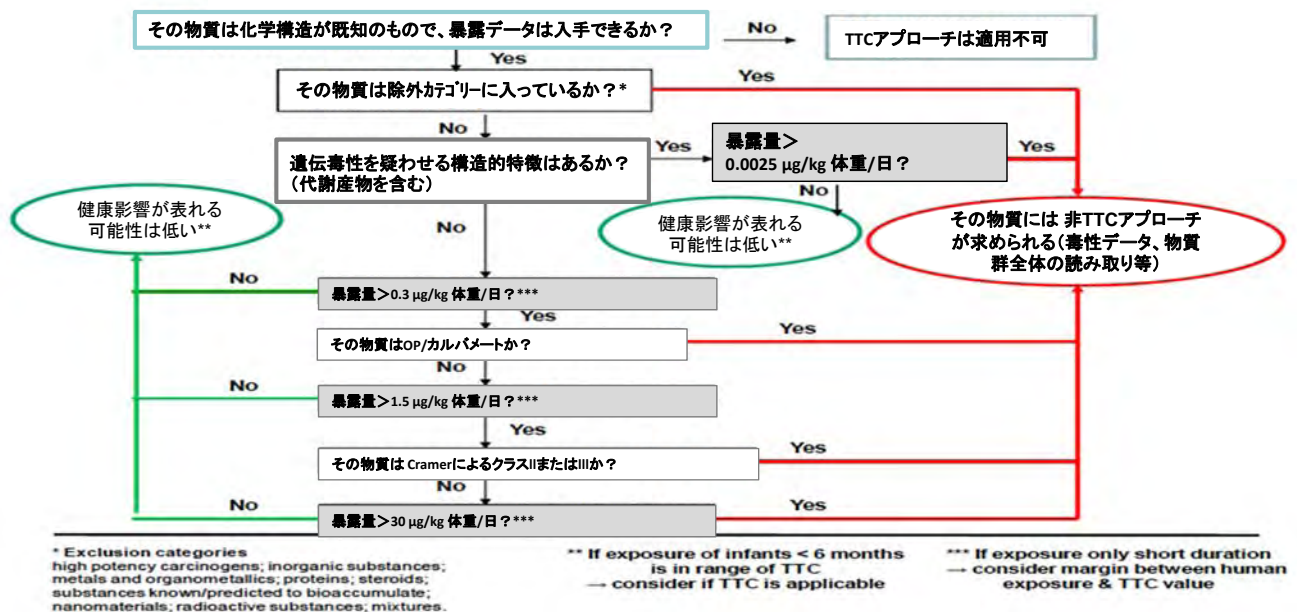 その物質は化学構造が既知のもので、暴露データは入手できるか？
No
TTCアプローチは適用不可
Yes
その物質は除外カテゴリーに入っているか？*
Yes
No
遺伝毒性を疑わせる構造的特徴はあるか？
（代謝産物を含む）
Yes
暴露量＞
0.0025 µg/kg 体重/日？
Yes
No
健康影響が表れる
可能性は低い**
健康影響が表れる
可能性は低い**
その物質には 非TTCアプローチ
が求められる（毒性データ、物質
群全体の読み取り等）
No
No
暴露量＞0.3 µg/kg 体重/日？***
Yes
その物質はOP/カルバメートか？
Yes
No
No
暴露量＞1.5 µg/kg 体重/日？***
Yes
その物質は CramerによるクラスIIまたはIIIか？
Yes
No
No
暴露量＞30 µg/kg 体重/日？***
Yes
* Exclusion categories
high potency carcinogens; inorganic substances;
metals and organometallics; proteins; steroids;
substances known/predicted to bioaccumulate;
nanomaterials; radioactive substances; mixtures.
** If exposure of infants < 6 months
is in range of TTC
→ consider if TTC is applicable
*** If exposure only short duration
→ consider margin between human
exposure & TTC value